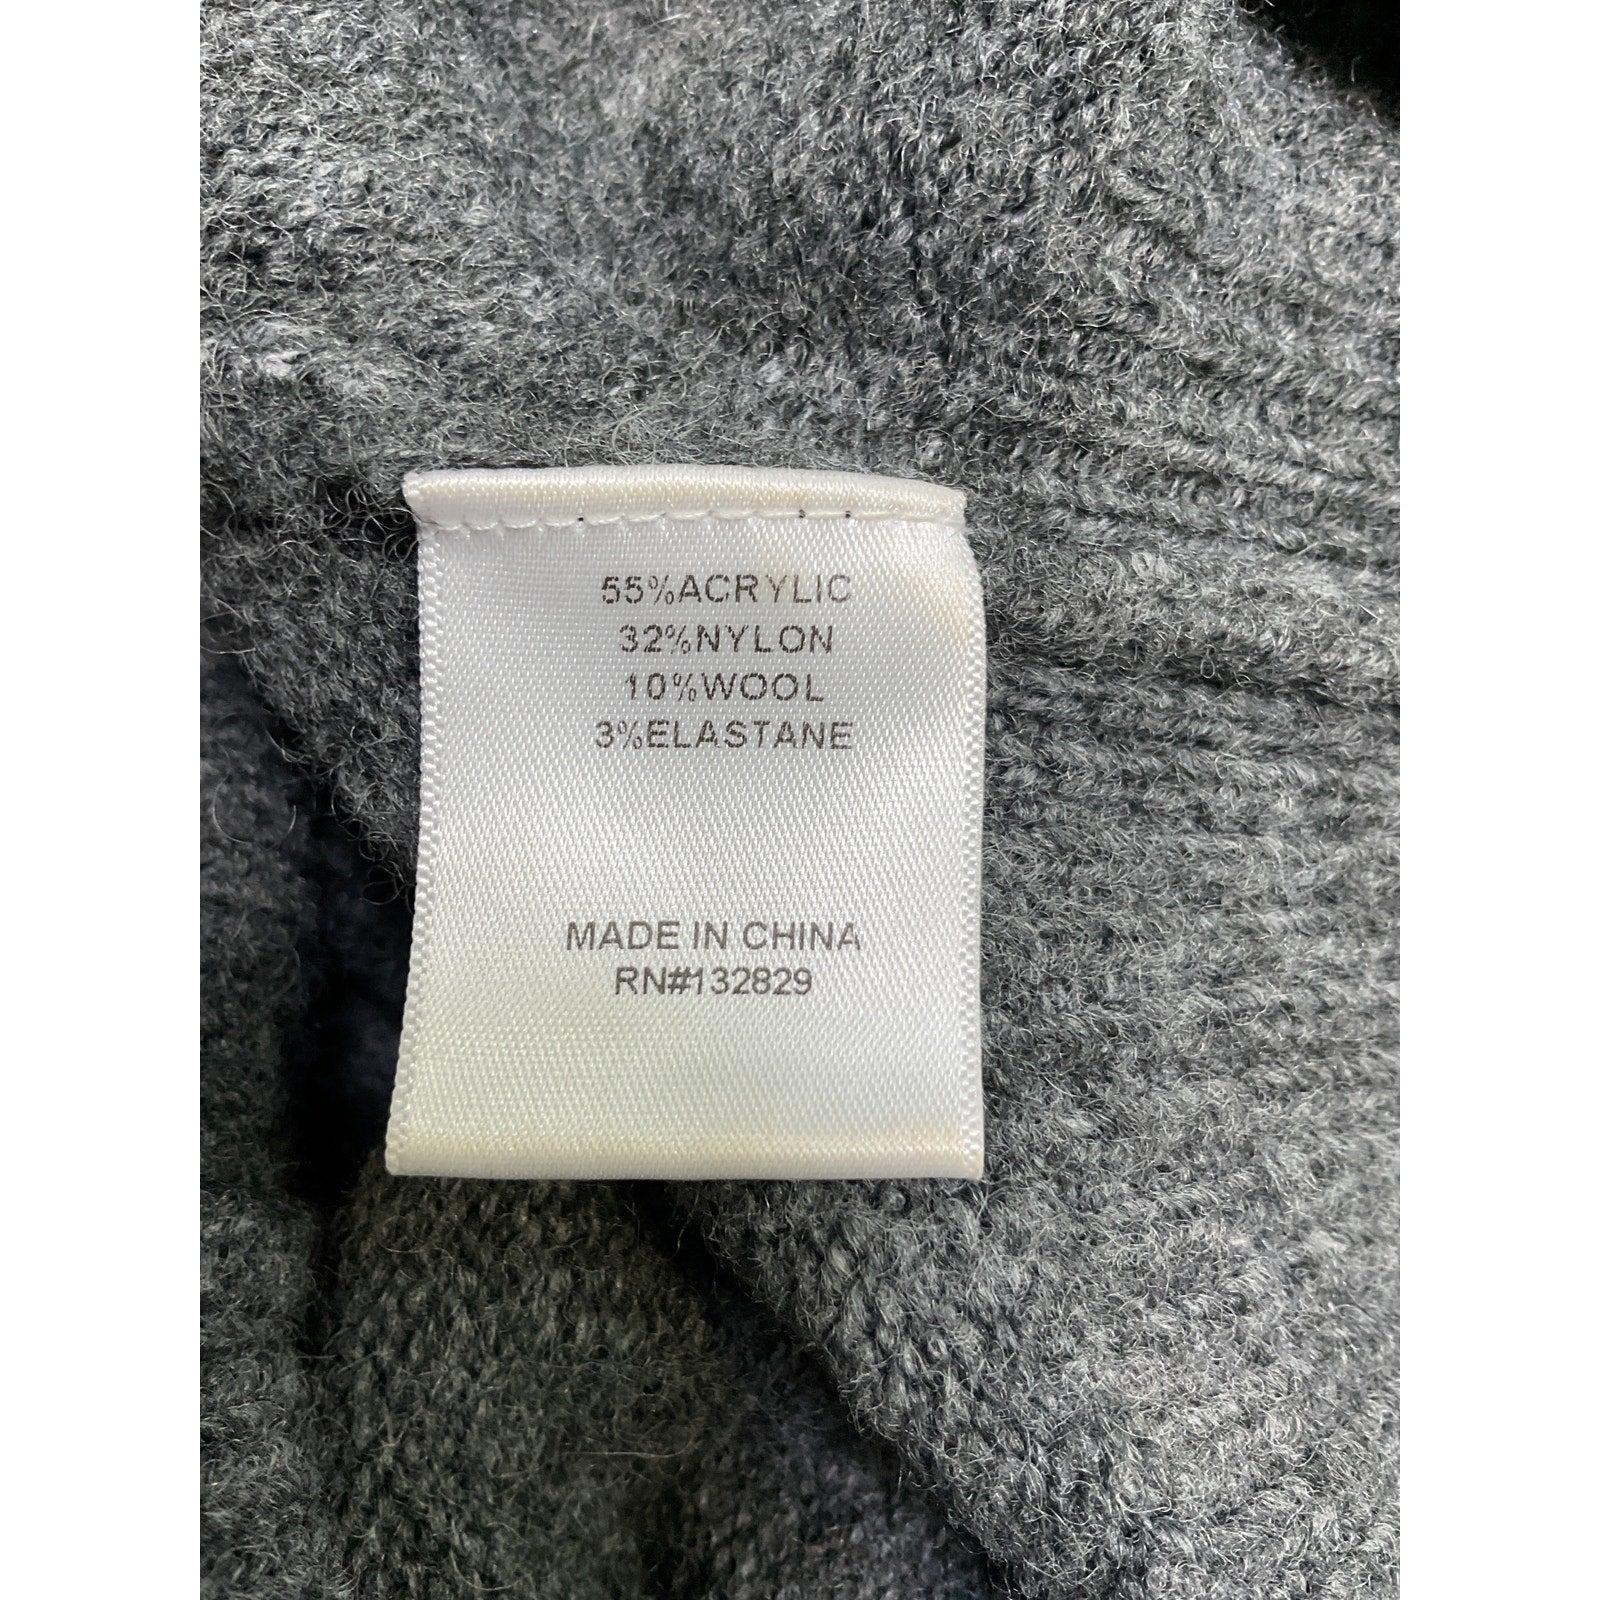 55%ACRYLIC
32%NYLON
10%WOOL
3%ELASTANE
MADE IN CHINA
RN#132829